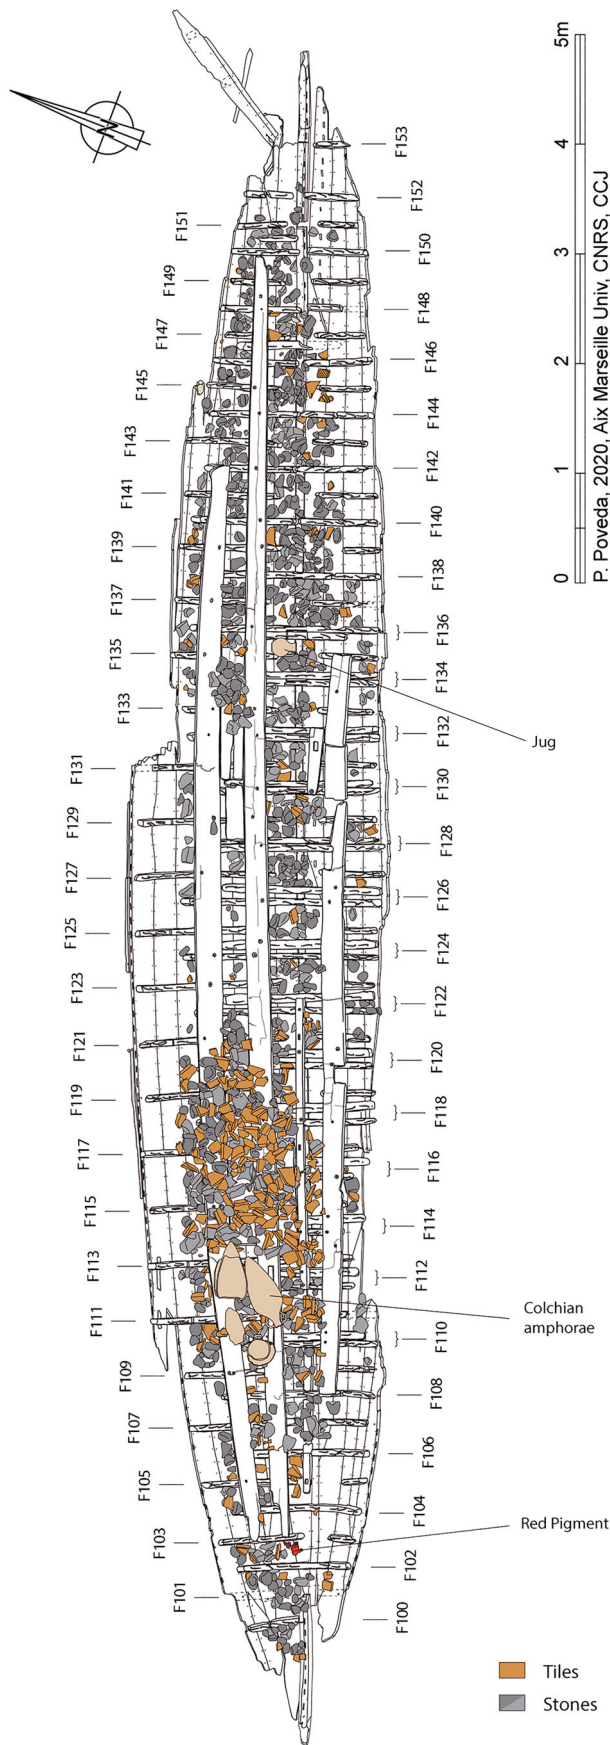 N
5m
4
3
2
1
0
P. Poveda, 2020, Aix Marseille Univ, CNRS, CCJ
F153
F152
F151
F150
F149
F148
F147
F146
F145
F144
F143
F142
F141
F140
F139
F138
F137
F136
F135
F134
F133
F132
Jug
F131
F130
F129
F128
F127
F126
F125
F124
F123
F122
F121
F120
F119
F118
F117
F116
F115
F114
F113
F112
Colchian
amphorae
F111
F110
F109
F108
F107
F106
F105
F104
Red Pigment
F103
F102
F101
F100
Tiles
Stones